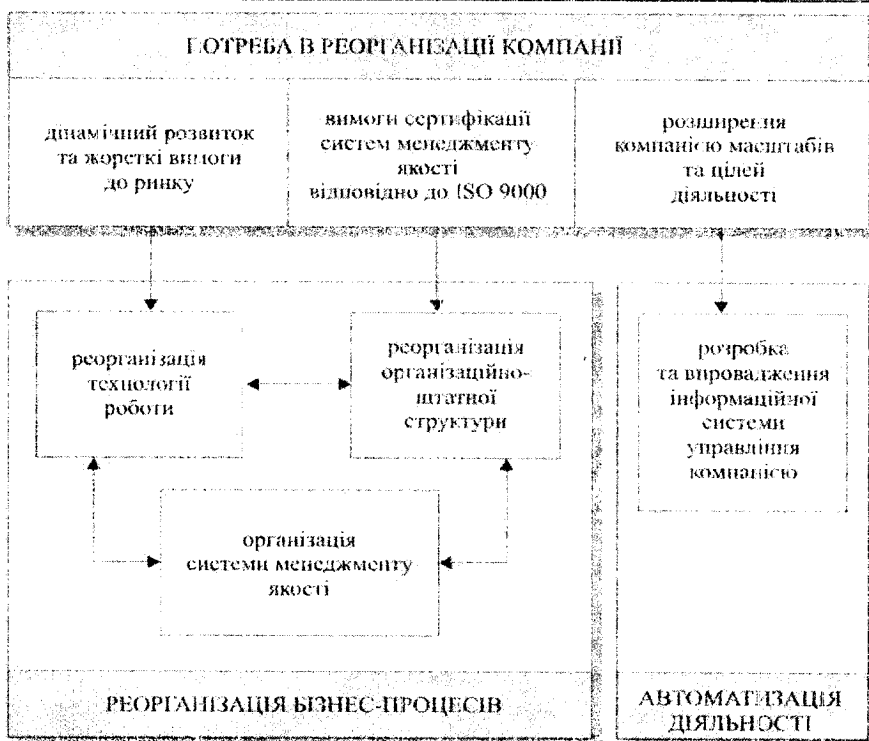 ПОТРЕБА В РЕОРГАНІЗАЦІЇ КОМПАНІЇ
дінамічний розвиток
та жореткі вимоги
до ринку
вимоги сертифікації
систем менеджменту
якості
відповідно до ISO 9000
розширення
компанією масштабів
та цілей
діяльності
реорганізація
технології
роботи
реорганізація
організаційно-
штатної
структури
організація
системи менеджменту
якості
розробка
та впровадження
інформаційної
системи
управління
компанією
РЕОРГАНІЗАЦІЯ БІЗНЕС-ПРОЦЕСІВ
АВТОМАТИЗАЦІЯ
ДІЯЛЬНОСТІ